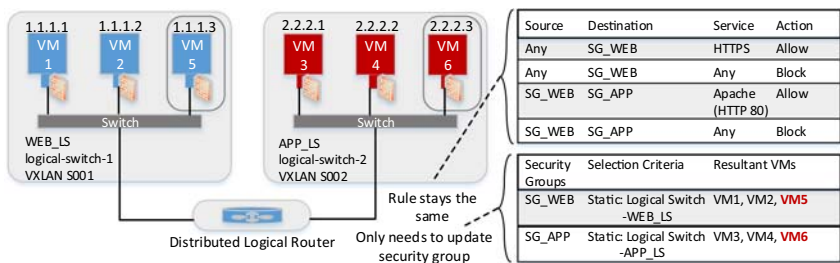 1.1.1.1 1.1.1.2 1.1.1.3
VM 1
VM 2
VM 5
Switch
WEB_LS
logical-switch-1
VXLAN S001
2.2.2.1 2.2.2.2 2.2.2.3
VM 3
VM 4
VM 6
Switch
APP_LS
logical-switch-2
VXLAN S002
Distributed Logical Router
Rule stays the
same
Only needs to update
security group
Source Destination Service Action
Any SG_WEB HTTPS Allow
Any SG_WEB Any Block
SG_WEB SG_APP Apache Allow
(HTTP 80)
SG_WEB SG_APP Any Block
Security Selection Criteria Resultant VMs
Groups
SG_WEB Static: Logical Switch VM1, VM2, VM5
-WEB_LS
SG_APP Static: Logical Switch VM3, VM4, VM6
-APP_LS